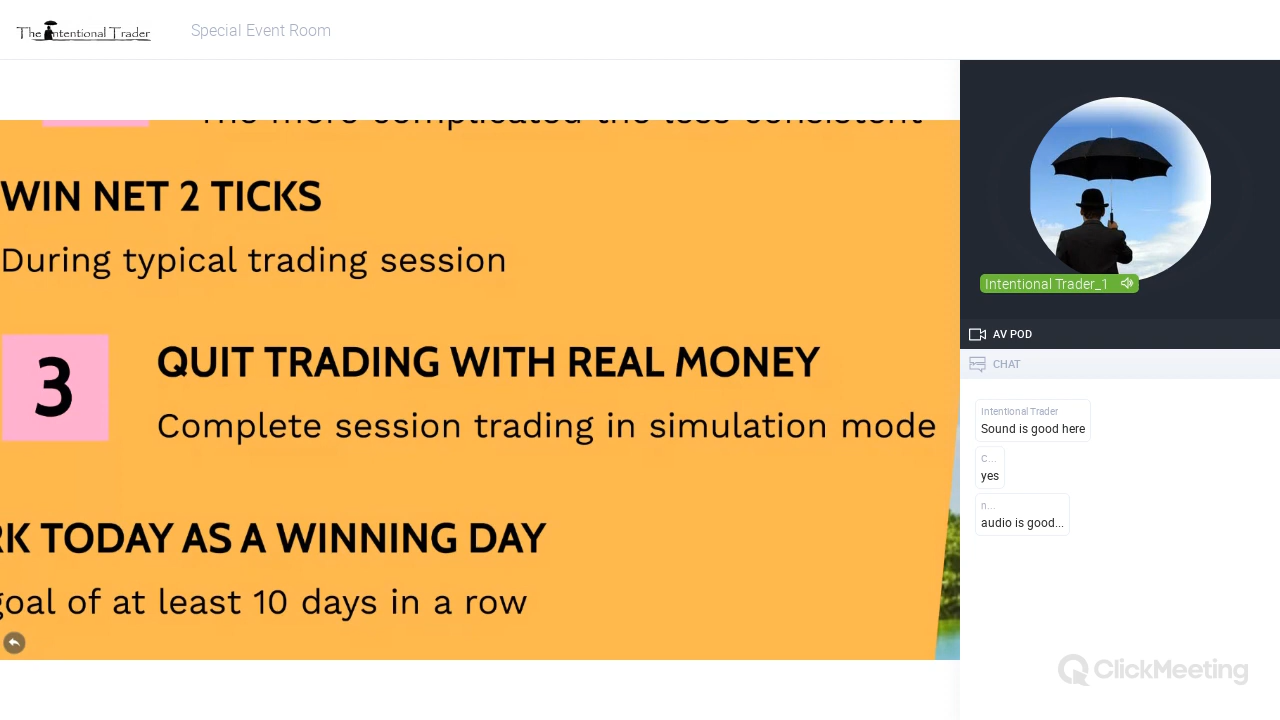 The Intentional Trader
Special Event Room
The more complicated the less consistent
WIN NET 2 TICKS
During typical trading session
3
QUIT TRADING WITH REAL MONEY
Complete session trading in simulation mode
RK TODAY AS A WINNING DAY
goal of at least 10 days in a row
Intentional Trader_1
AV POD
CHAT
Intentional Trader
Sound is good here
C...
yes
n...
audio is good...
ClickMeeting